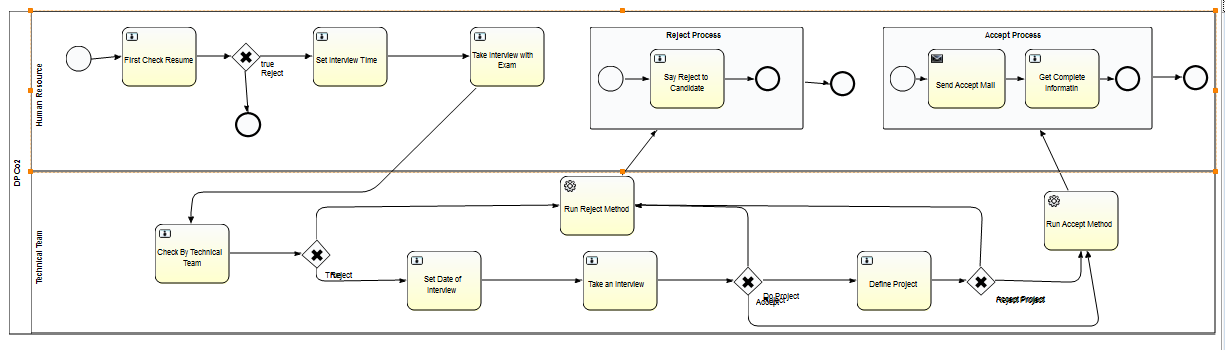 DP Co2
Human Resource
First Check Resume
true
Reject
Set Interview Time
Take Interview with
Exam
Reject Process
Say Reject to
Candidate
Accept Process
Send Accept Mail
Get Complete
Informatin
Technical Team
Check By Technical
Team
Reject
Run Reject Method
Set Date of
Interview
Take an Interview
Do Project
Reject
Accept
Define Project
Reject Project
Run Accept Method